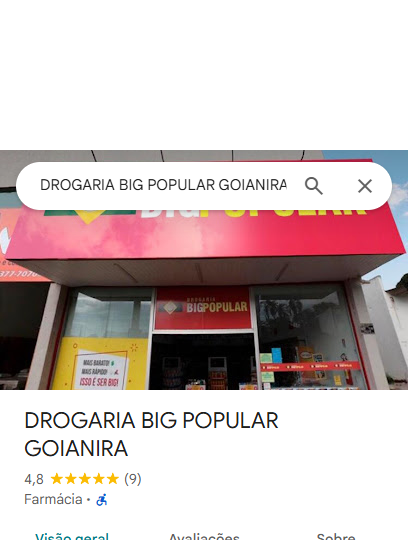 DROGARIA BIG POPULAR GOIANIRA
BIGPOPULAR
DROGARIA
BIGPOPULAR
MAIS BARATO!
MAIS RÁPIDO!
ISSO É SER BIG!
DROGARIA BIG POPULAR
GOIANIRA
4,8 (9)
Farmácia ·
Visão geral Avaliações Sobre